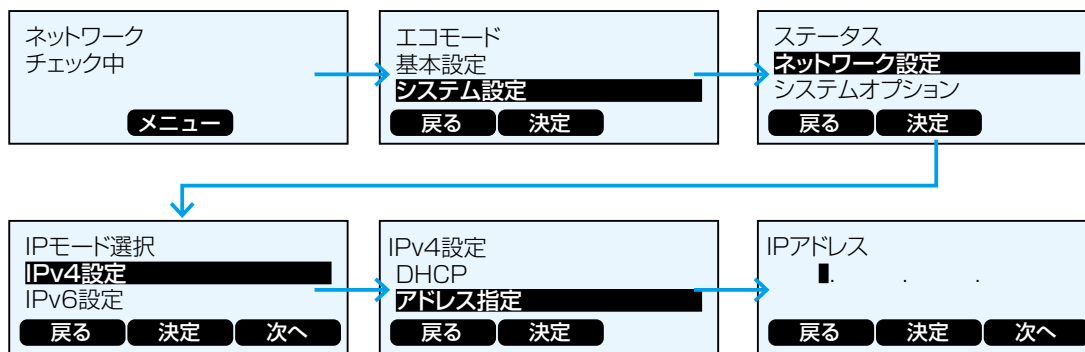 ネットワーク
チェック中
メニュー
エコモード
基本設定
システム設定
戻る 決定
ステータス
ネットワーク設定
システムオプション
戻る 決定
IPモード選択
IPv4設定
IPv6設定
戻る 決定 次へ
IPv4設定
DHCP
アドレス指定
戻る 決定
IPアドレス
. . .
戻る 決定 次へ